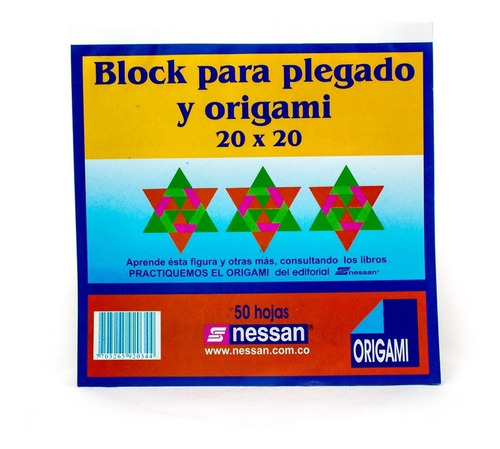 Block para plegado
y origami
20 x 20
Aprende ésta figura y otras más, consultando los libros
PRACTIQUEMOS EL ORIGAMI del editorial nessan®
50 hojas
nessan®
www.nessan.com.co
ORIGAMI
7703265920344